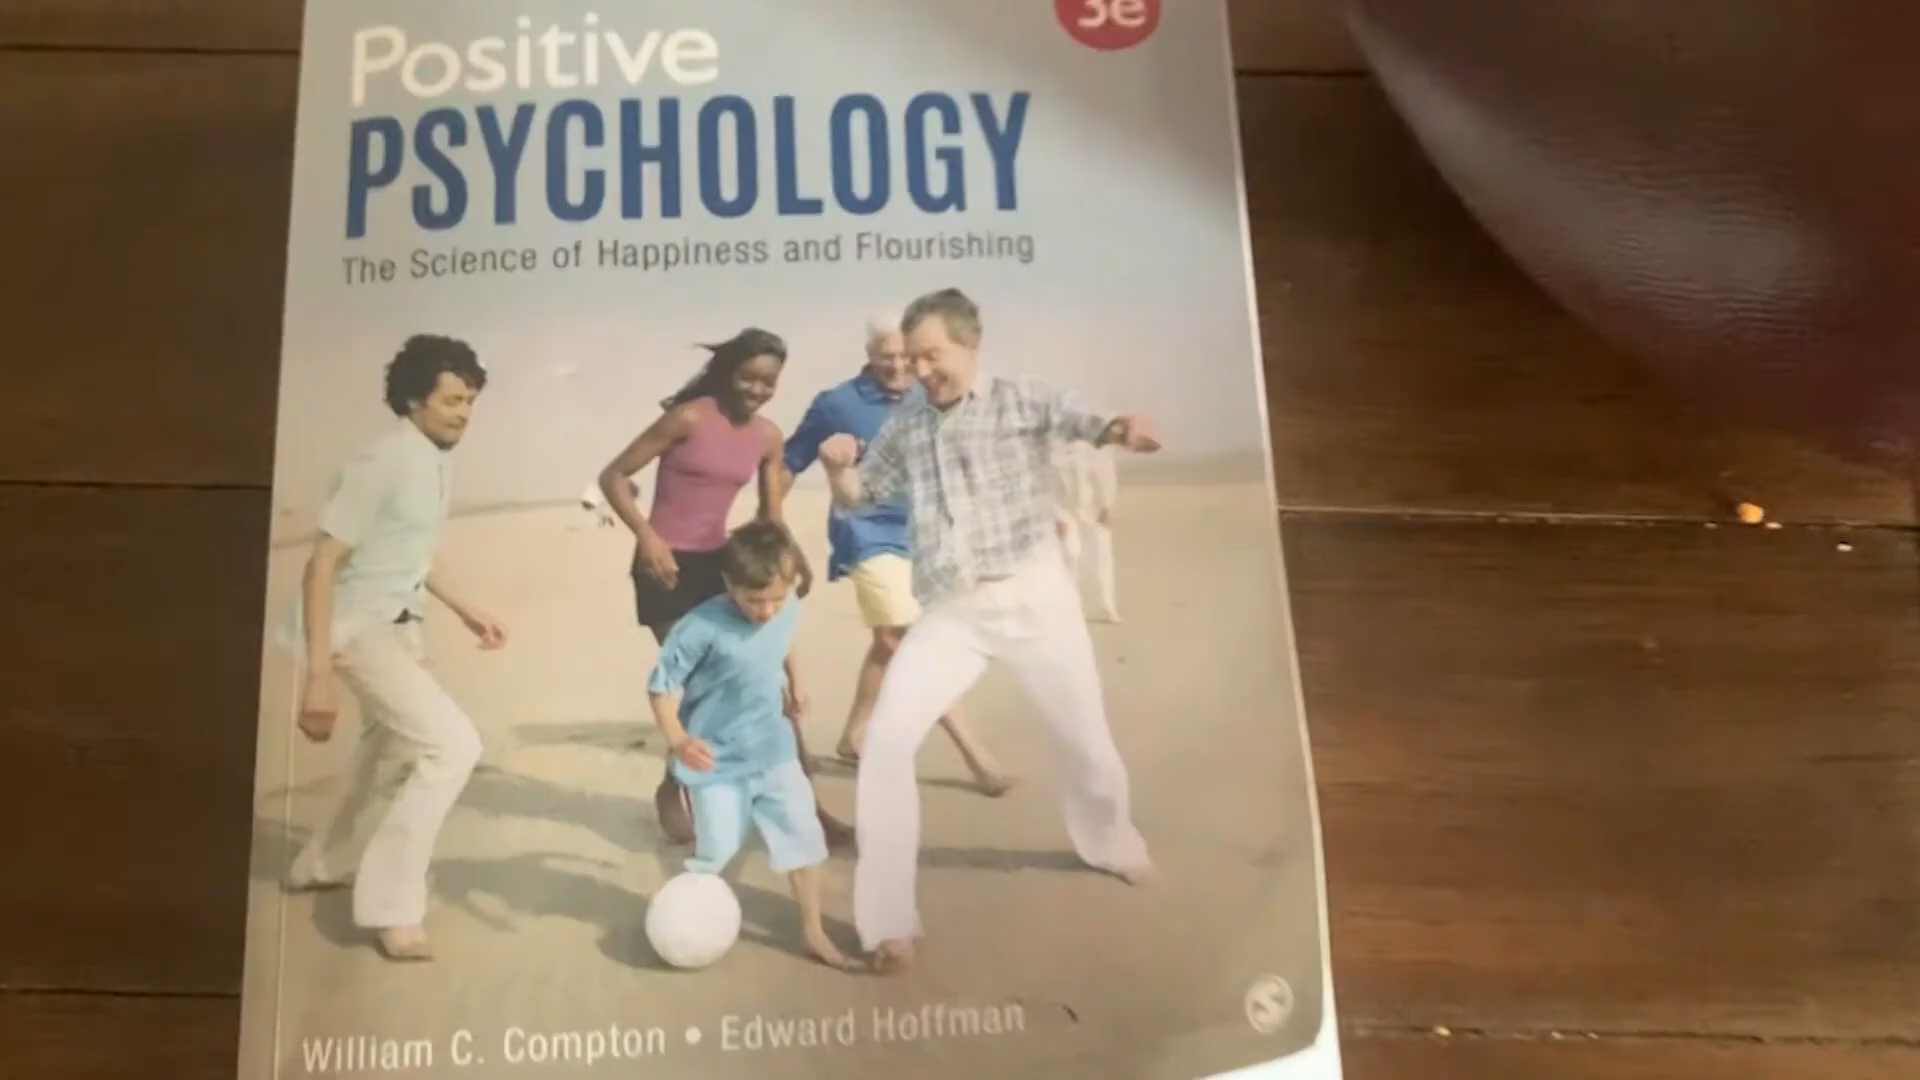 3e
Positive
PSYCHOLOGY
The Science of Happiness and Flourishing
William C. Compton • Edward Hoffman